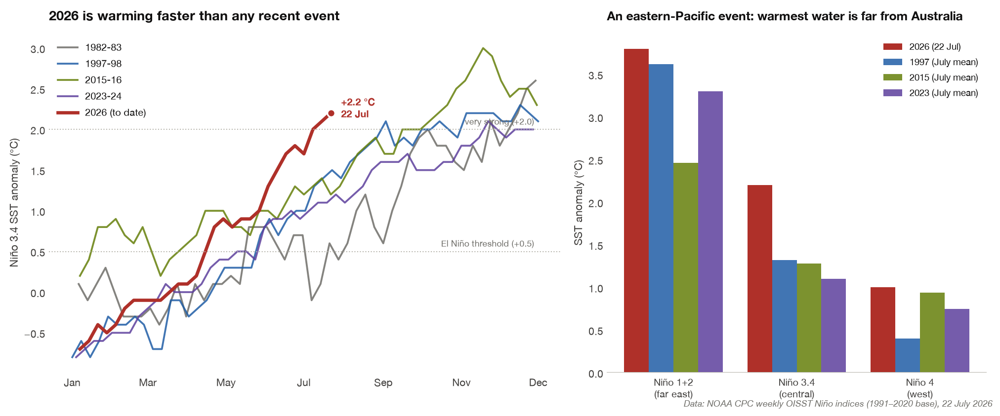 2026 is warming faster than any recent event
3.0
2.5
2.0
1.5
1.0
0.5
0.0
−0.5
Niño 3.4 SST anomaly (°C)
1982-83
1997-98
2015-16
2023-24
2026 (to date)
+2.2 °C
22 Jul
very strong (+2.0)
El Niño threshold (+0.5)
Jan
Mar
May
Jul
Sep
Nov
Dec
An eastern-Pacific event: warmest water is far from Australia
3.5
3.0
2.5
2.0
1.5
1.0
0.5
0.0
SST anomaly (°C)
2026 (22 Jul)
1997 (July mean)
2015 (July mean)
2023 (July mean)
Niño 1+2
(far east)
Niño 3.4
(central)
Niño 4
(west)
Data: NOAA CPC weekly OISST Niño indices (1991–2020 base), 22 July 2026